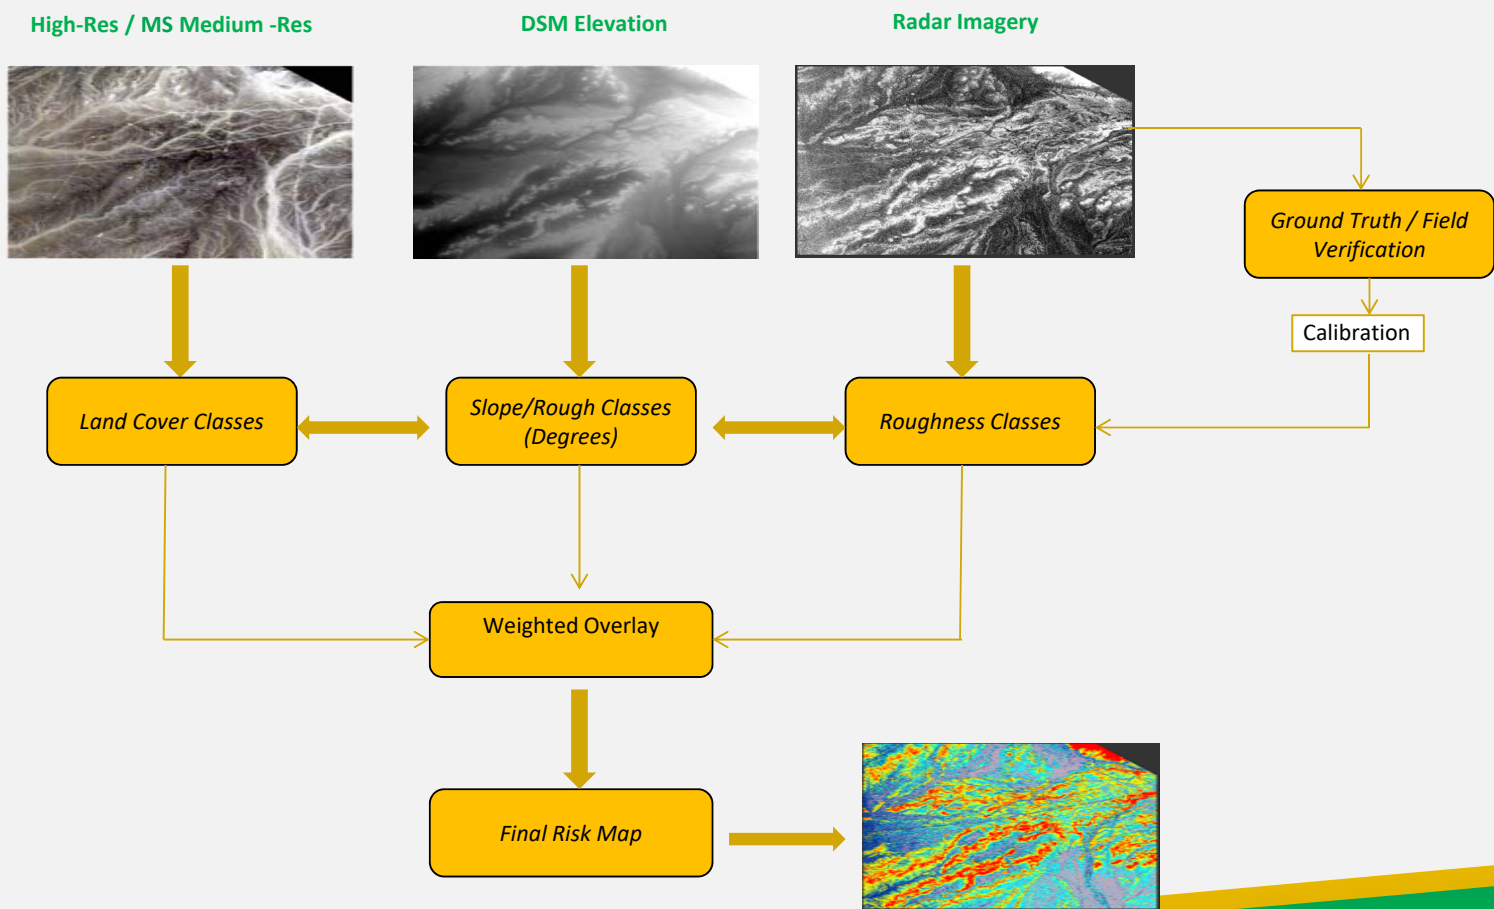 High-Res / MS Medium -Res
DSM Elevation
Radar Imagery
Ground Truth / Field
Verification
Calibration
Land Cover Classes
Slope/Rough Classes
(Degrees)
Roughness Classes
Weighted Overlay
Final Risk Map